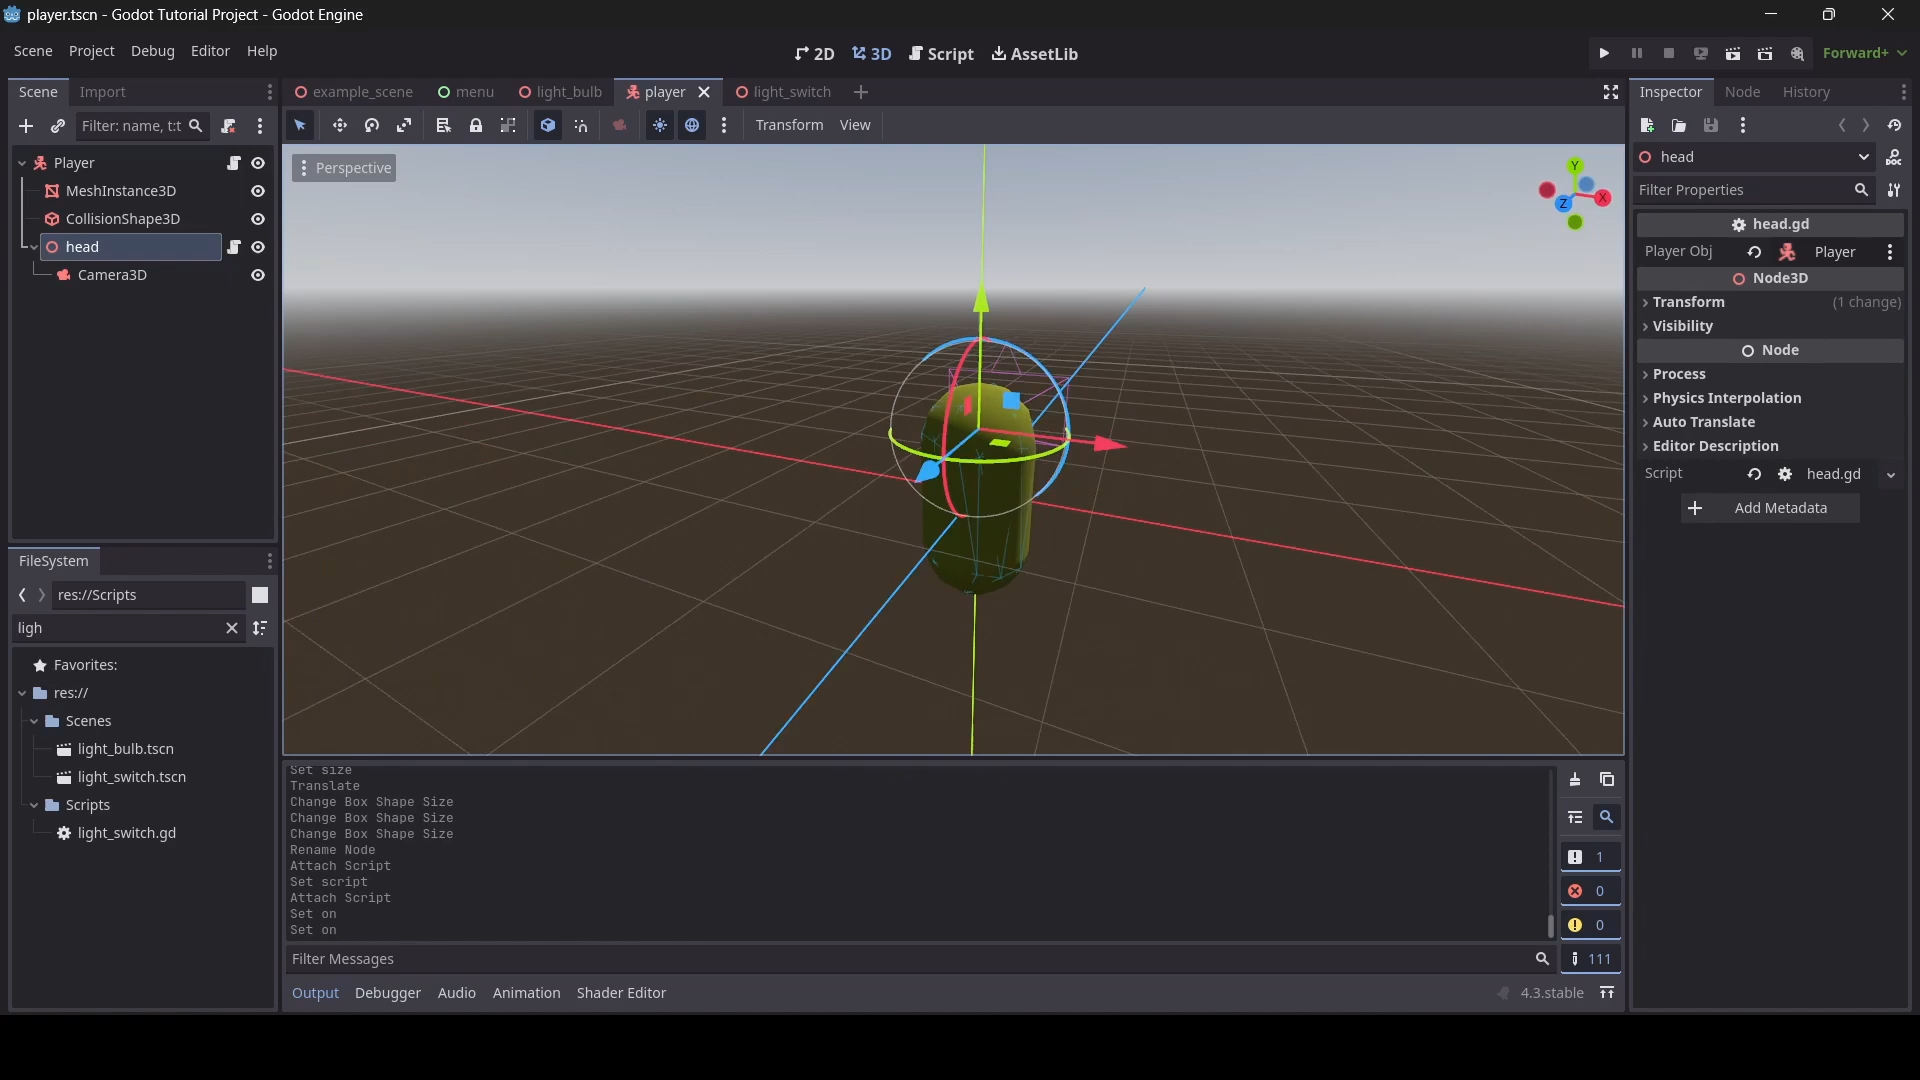 player.tscn - Godot Tutorial Project - Godot Engine
Scene Project Debug Editor Help
2D 3D Script AssetLib
Forward+
Scene Import
example_scene menu light_bulb player light_switch
Inspector Node History
Filter: name, t:t
Transform View
Player
MeshInstance3D
CollisionShape3D
head
Camera3D
Perspective
Y
X
Z
head
Filter Properties
head.gd
Player Obj Player
Node3D
Transform (1 change)
Visibility
Node
Process
Physics Interpolation
Auto Translate
Editor Description
Script head.gd
Add Metadata
FileSystem
res://Scripts
ligh
Favorites:
res://
Scenes
light_bulb.tscn
light_switch.tscn
Scripts
light_switch.gd
Set size
Translate
Change Box Shape Size
Change Box Shape Size
Change Box Shape Size
Rename Node
Attach Script
Set script
Attach Script
Set on
Set on
1
0
0
111
Filter Messages
Output Debugger Audio Animation Shader Editor
4.3.stable